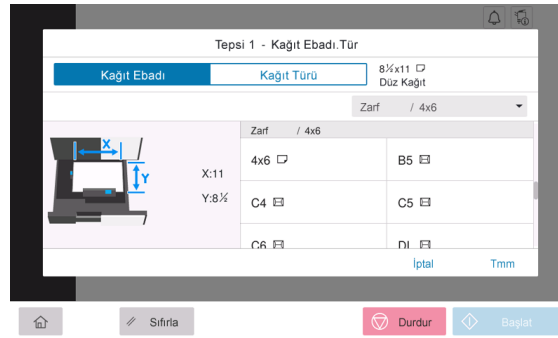 Tepsi 1 - Kağıt Ebadı.Tür
Kağıt Ebadı Kağıt Türü 8½x11
Düz Kağıt
Zarf / 4x6
Zarf / 4x6
X
Y
X:11
Y:8½
4x6 B5
C4 C5
C6 DL
İptal Tmm
Sıfırla Durdur Başlat